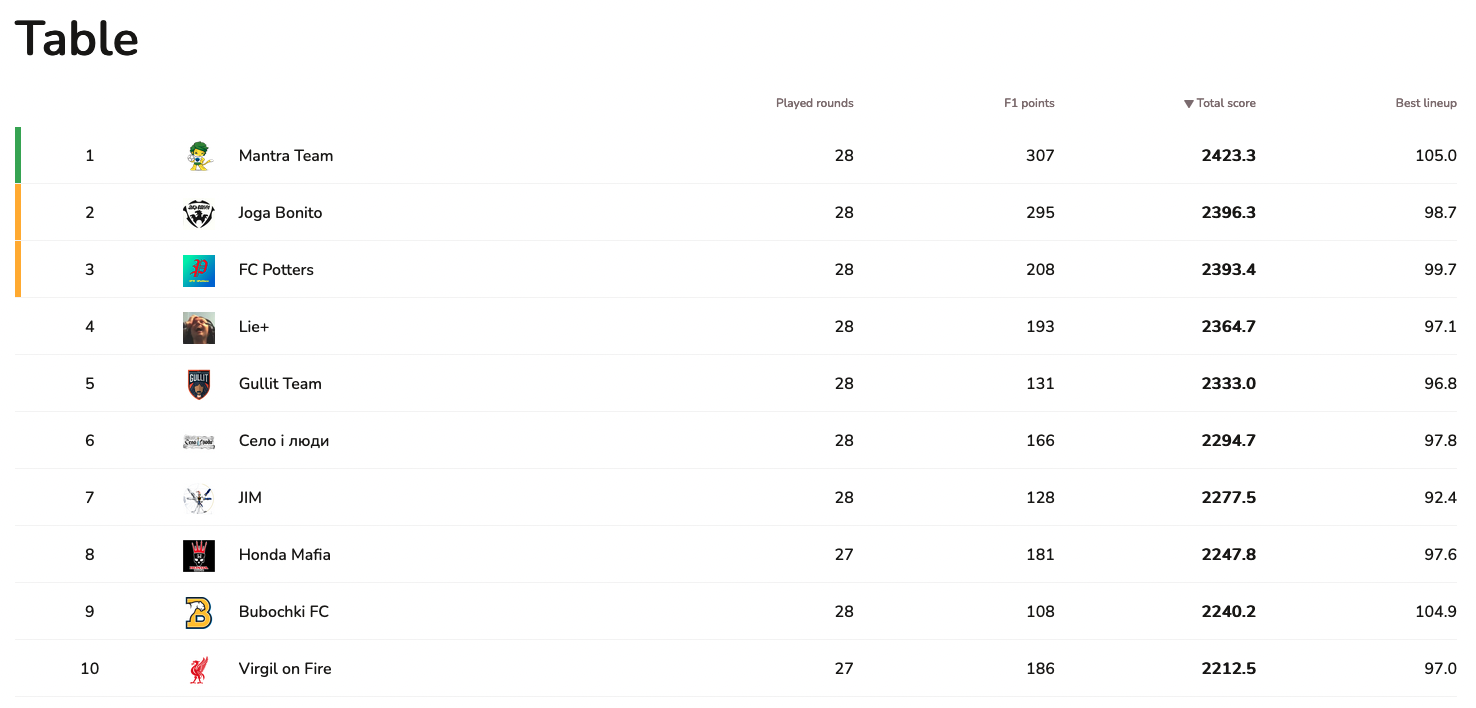 Table
Played rounds F1 points ▼ Total score Best lineup
1 Mantra Team 28 307 2423.3 105.0
2 Joga Bonito 28 295 2396.3 98.7
3 FC Potters 28 208 2393.4 99.7
4 Lie+ 28 193 2364.7 97.1
5 GULLIT Gullit Team 28 131 2333.0 96.8
6 Село і люди 28 166 2294.7 97.8
7 JIM 28 128 2277.5 92.4
8 Honda Mafia 27 181 2247.8 97.6
9 B Bubochki FC 28 108 2240.2 104.9
10 Virgil on Fire 27 186 2212.5 97.0